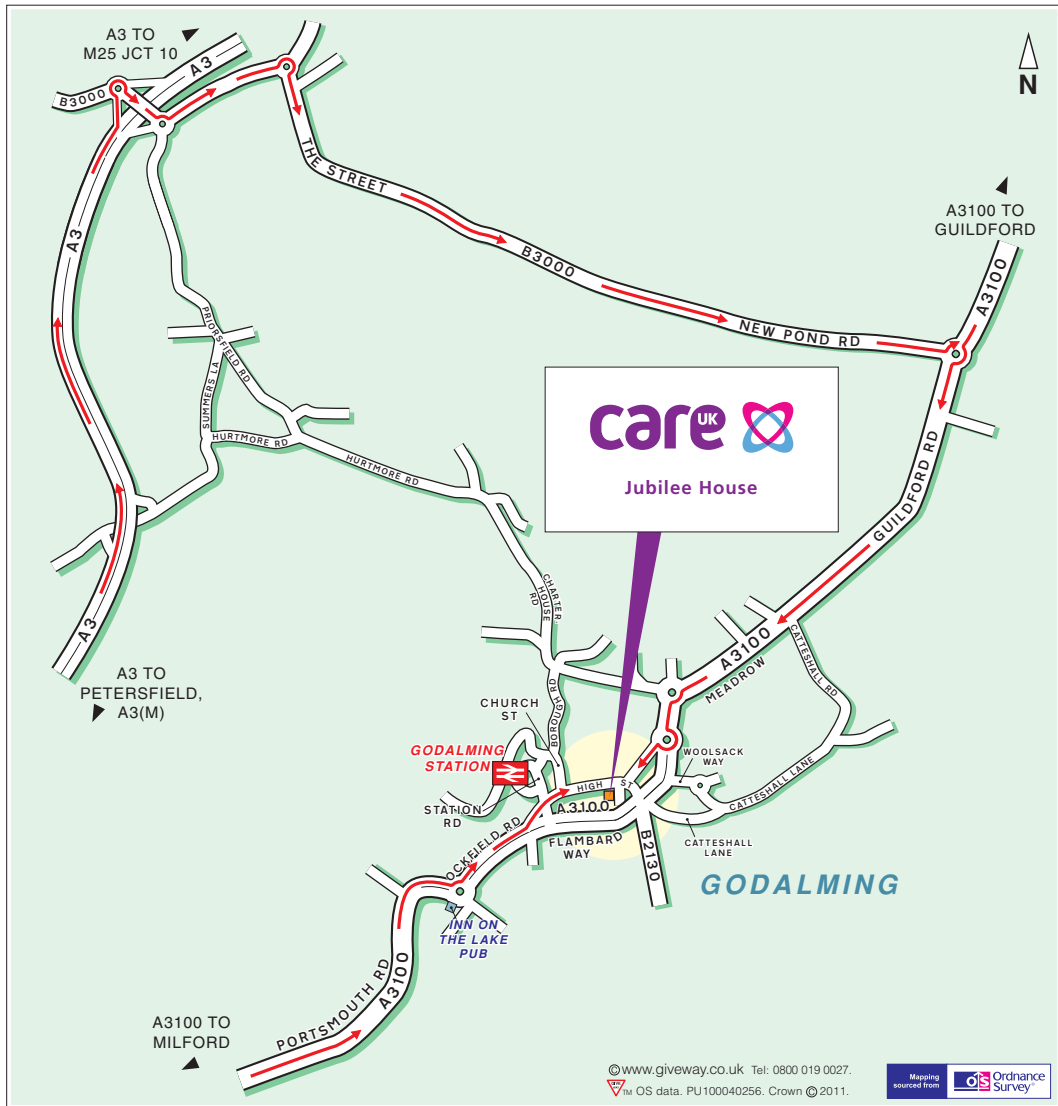 A3 TO
M25 JCT 10
A3
B3000
N
THE STREET
A3100 TO
GUILDFORD
A3
A3100
B3000
NEW POND RD
PRIORSFIELD RD
SUMMERS LA
HURTMORE RD
HURTMORE RD
care UK
Jubilee House
GUILDFORD RD
CHARTER-
HOUSE
RD
A3
A3 TO
PETERSFIELD,
A3(M)
A3100
MEADROW
CATTESHALL RD
BOROUGH RD
CHURCH
ST
GODALMING
STATION
WOOLSACK
WAY
HIGH ST
CATTESHALL LANE
STATION
RD
A3100
FLAMBARD
WAY
CATTESHALL
LANE
B2130
OCKFIELD RD
GODALMING
INN ON
THE LAKE
PUB
PORTSMOUTH RD
A3100
A3100 TO
MILFORD
© www.giveway.co.uk Tel: 0800 019 0027.
TM OS data. PU100040256. Crown © 2011.
Mapping
sourced from
OS Ordnance
Survey®